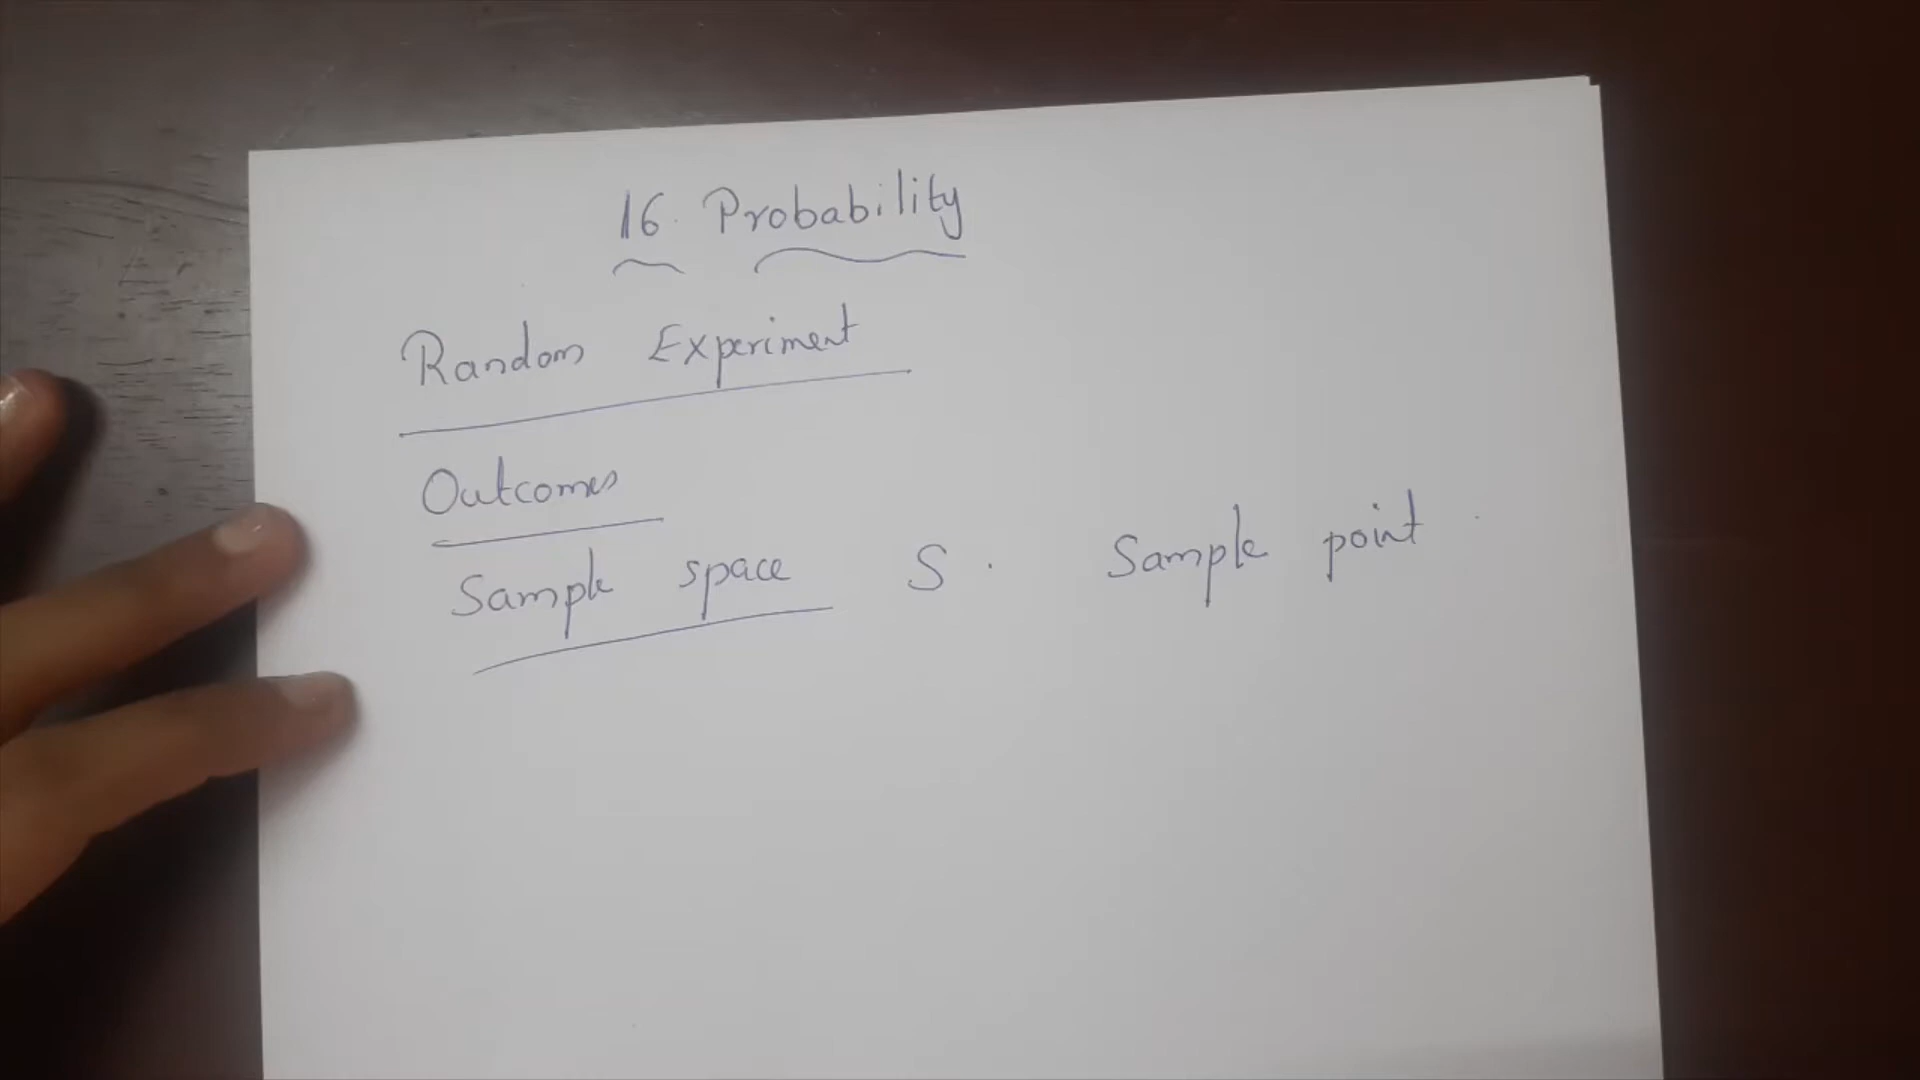 16. Probability
Random Experiment
Outcomes
Sample space S. Sample point.